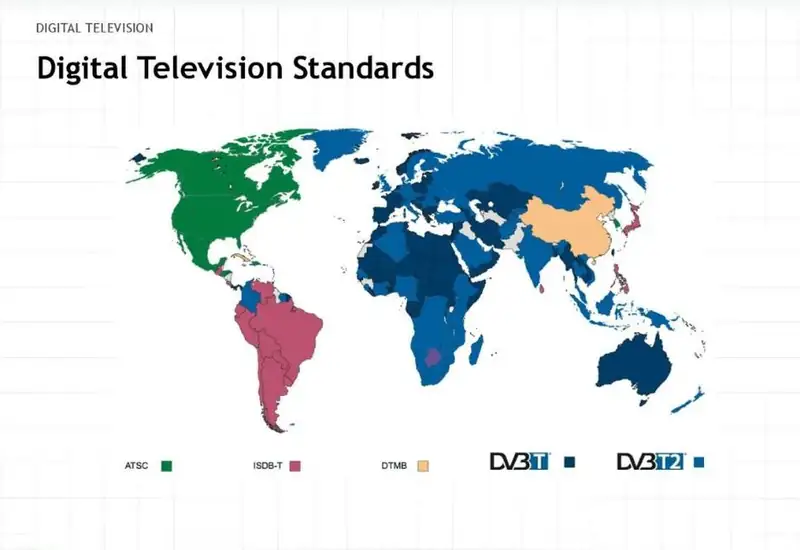 DIGITAL TELEVISION
Digital Television Standards
ATSC
ISDB-T
DTMB
DVB T
DVB T2